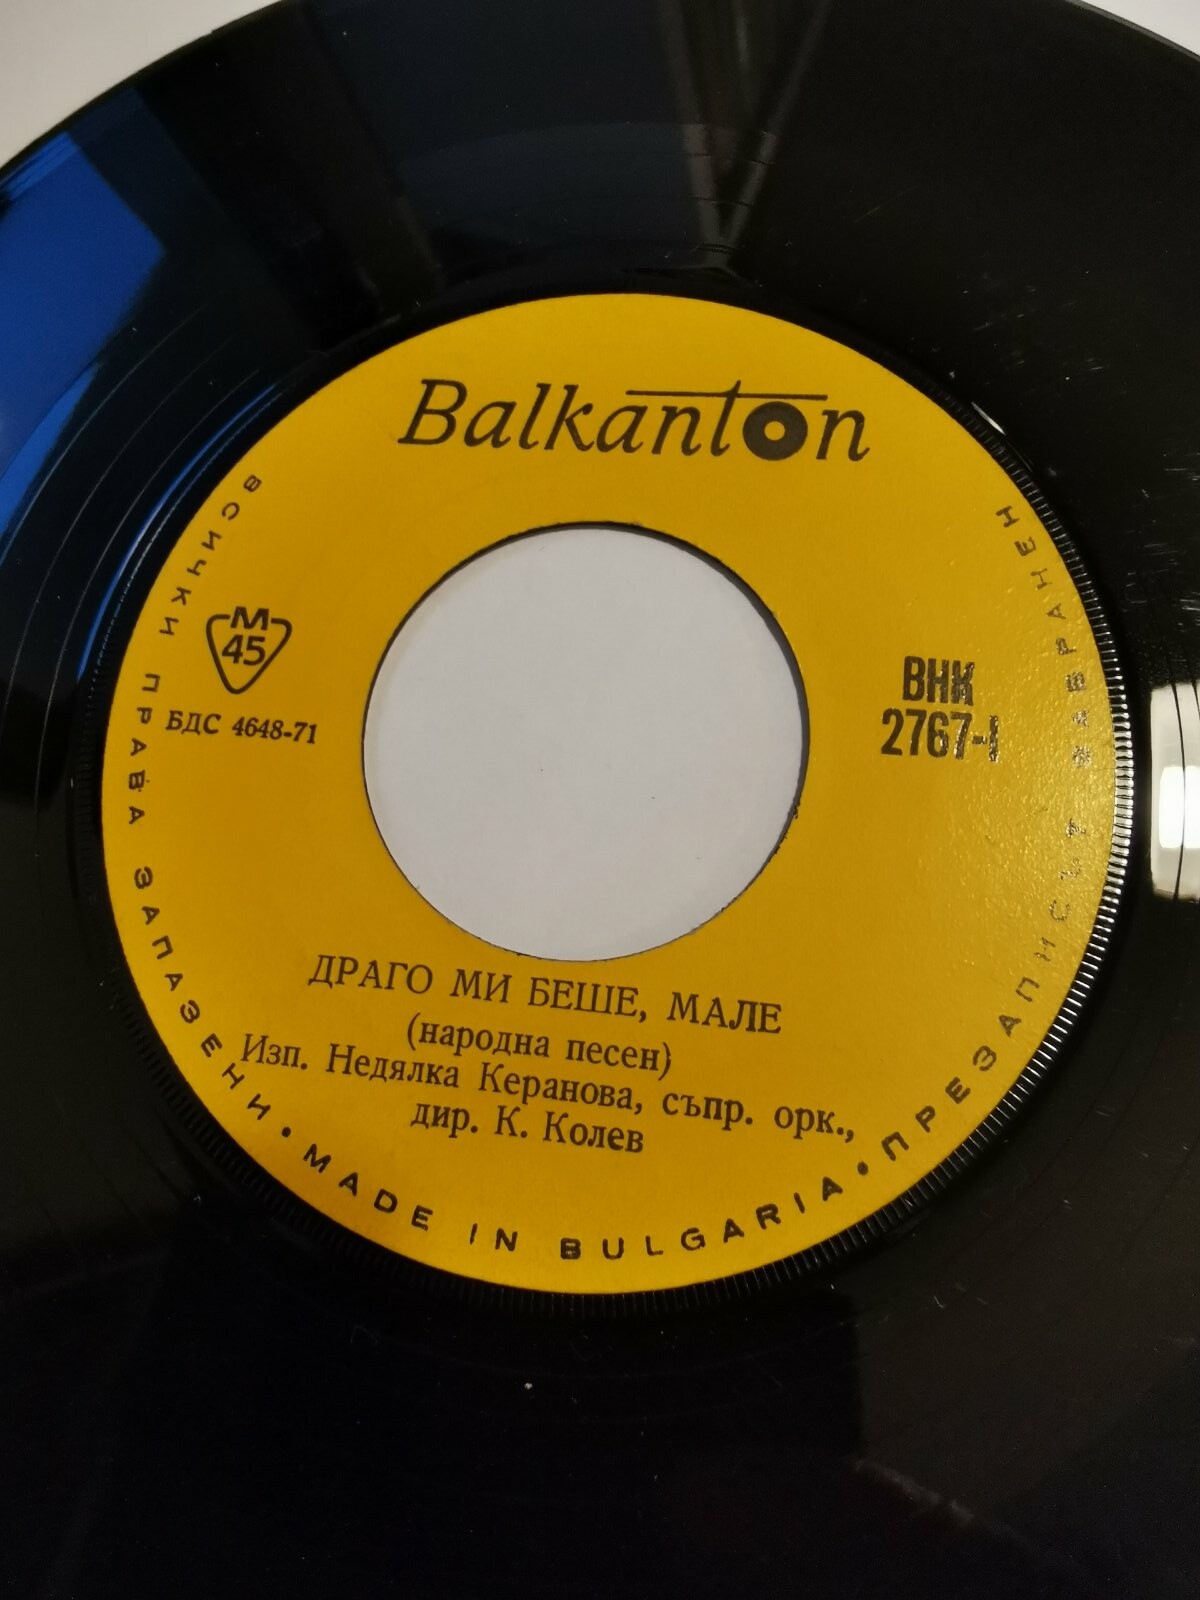 Balkanton
М
45
БДС 4648-71
ВНК
2767-I
ДРАГО МИ БЕШЕ, МАЛЕ
(народна песен)
Изп. Недялка Керанова, съпр. орк.,
дир. К. Колев
ВСИЧКИ ПРАВА ЗАПАЗЕНИ • MADE IN BULGARIA • ПРЕЗАПИСЪТ ЗАБРАНЕН